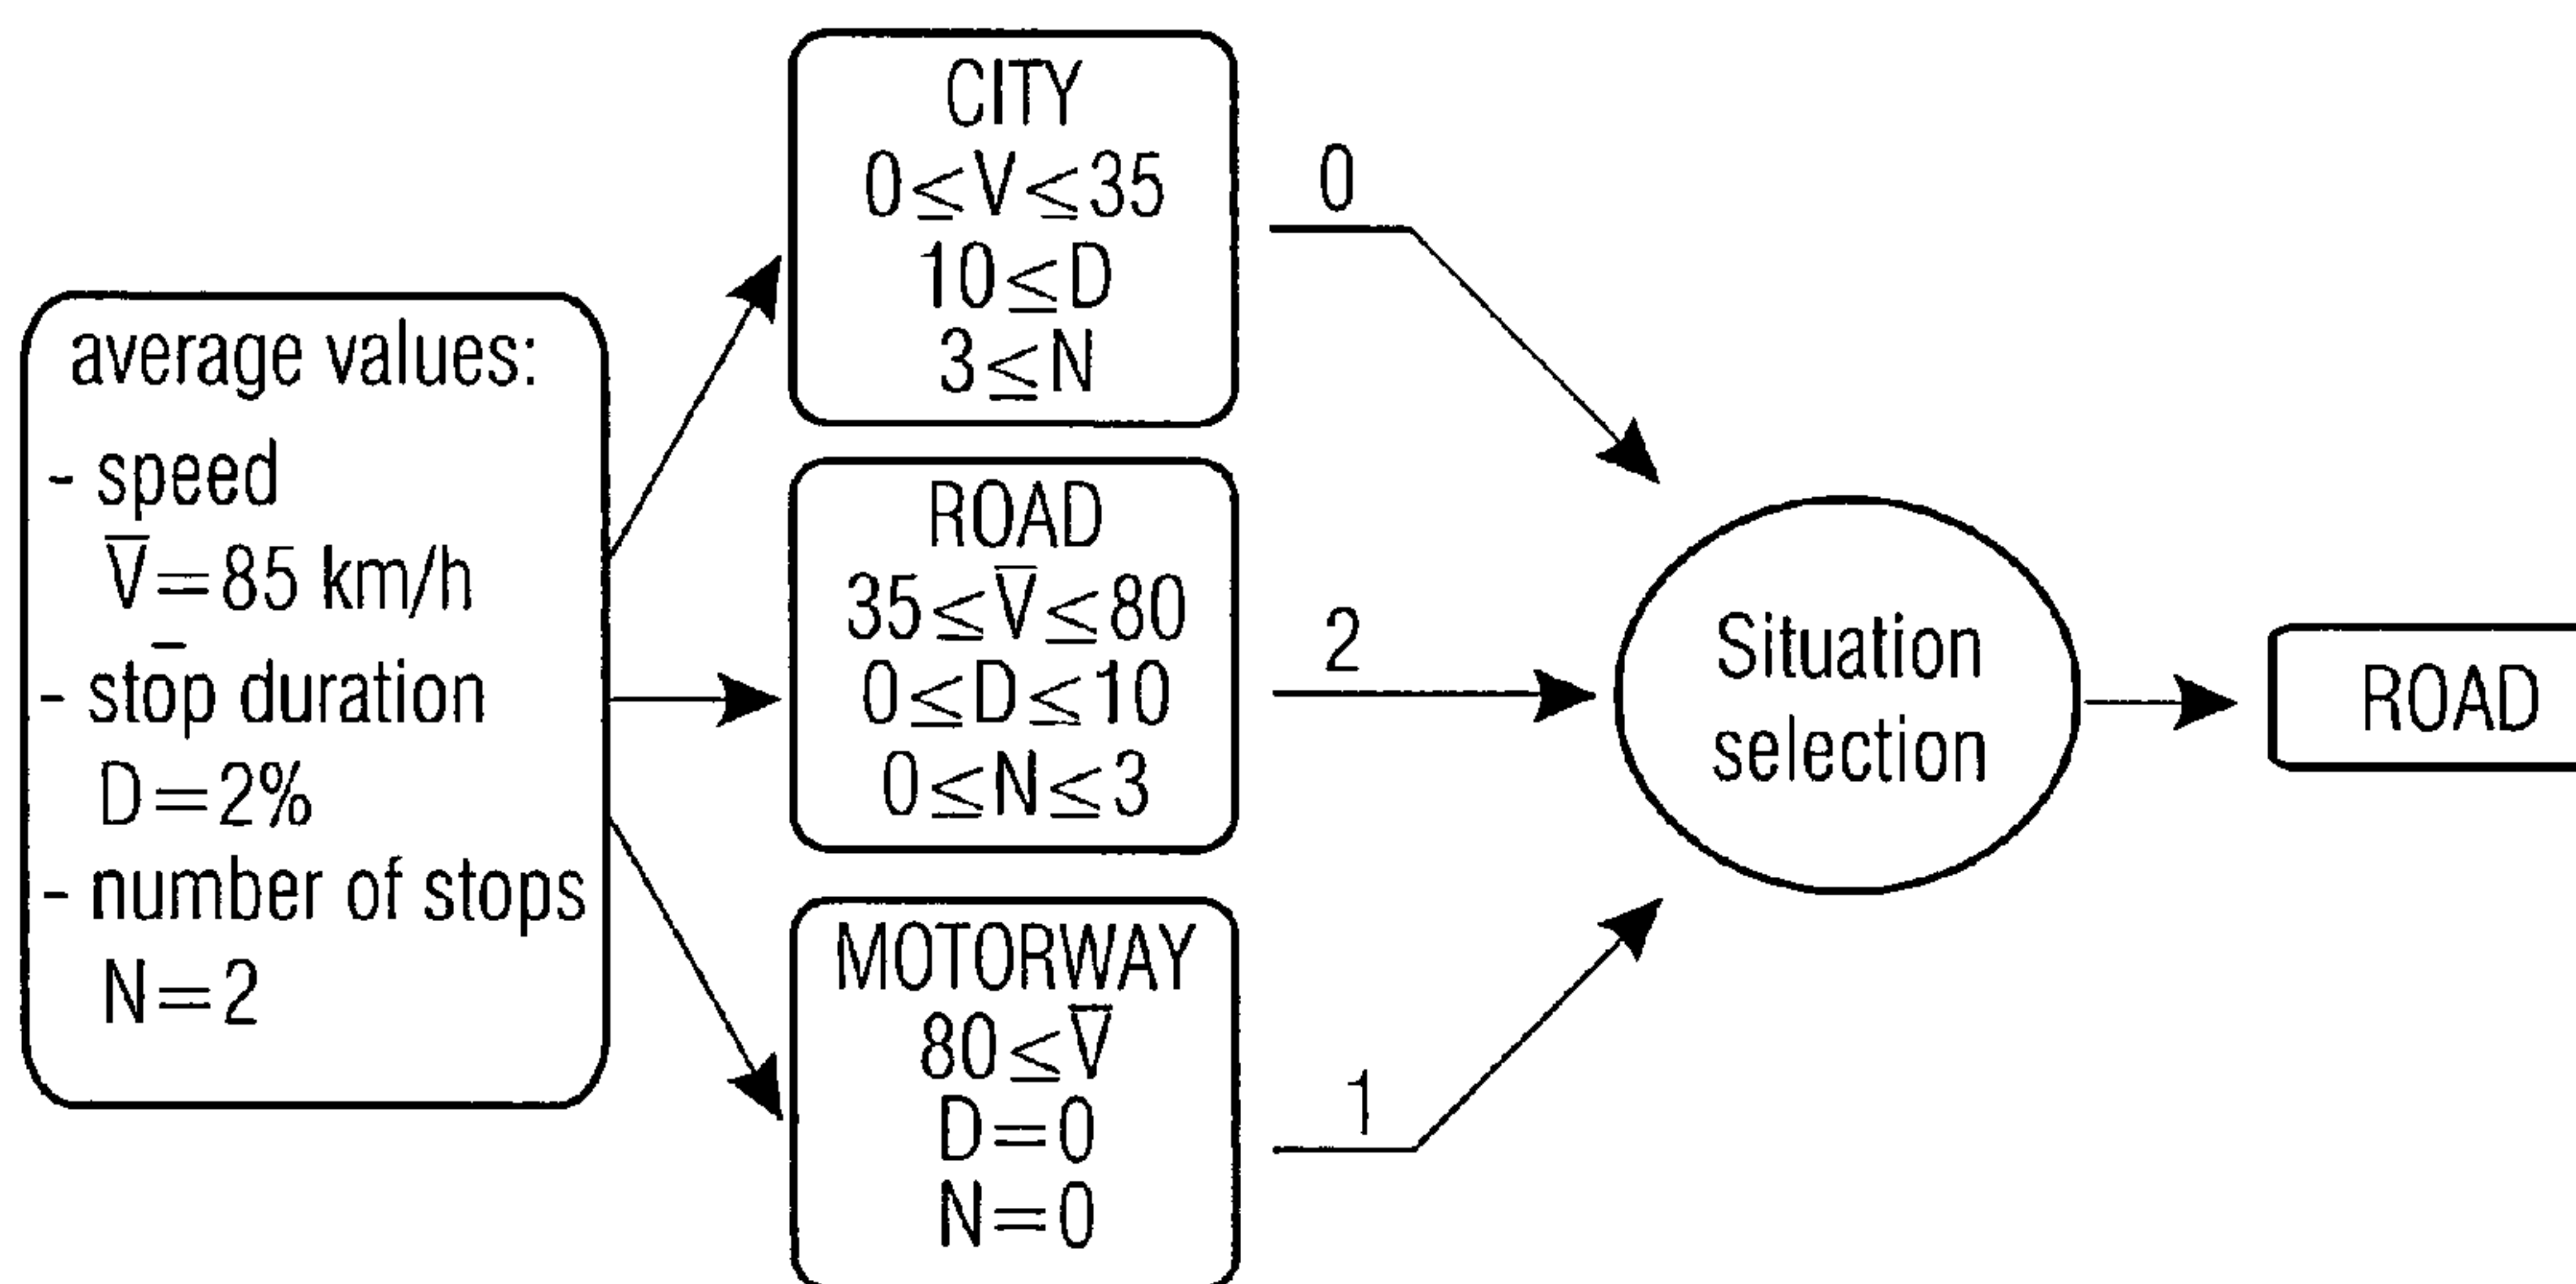 average values:
- speed
V̅=85 km/h
- stop duration
D=2%
- number of stops
N=2
CITY
0≤V≤35
10≤D
3≤N
ROAD
35≤V̅≤80
0≤D≤10
0≤N≤3
MOTORWAY
80≤V̅
D=0
N=0
0
2
1
Situation
selection
ROAD